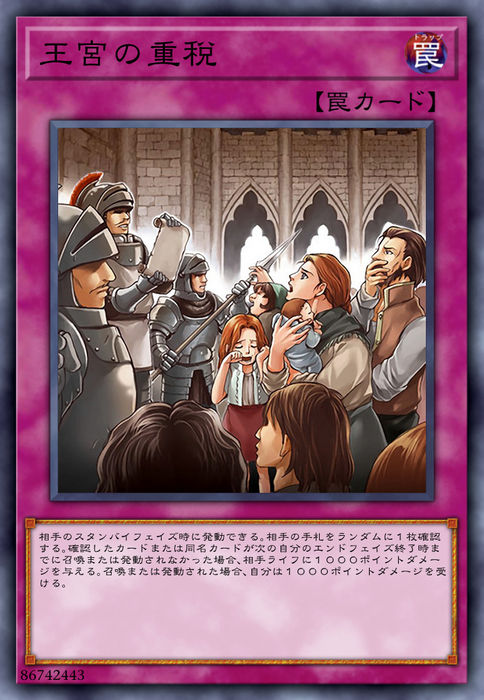 王宮の重税
トラップ
罠
【罠カード】
相手のスタンバイフェイズ時に発動できる。相手の手札をランダムに1枚確認
する。確認したカードまたは同名カードが次の自分のエンドフェイズ終了時ま
でに召喚または発動されなかった場合、相手ライフに1000ポイントダメー
ジを与える。召喚または発動された場合、自分は1000ポイントダメージを受
ける。
86742443